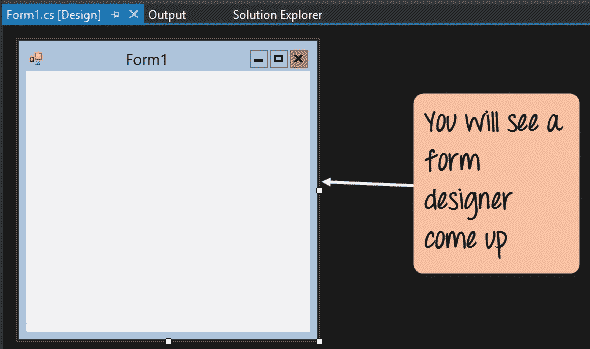 Form1.cs [Design] Output Solution Explorer
Form1
You will see a
form
designer
come up